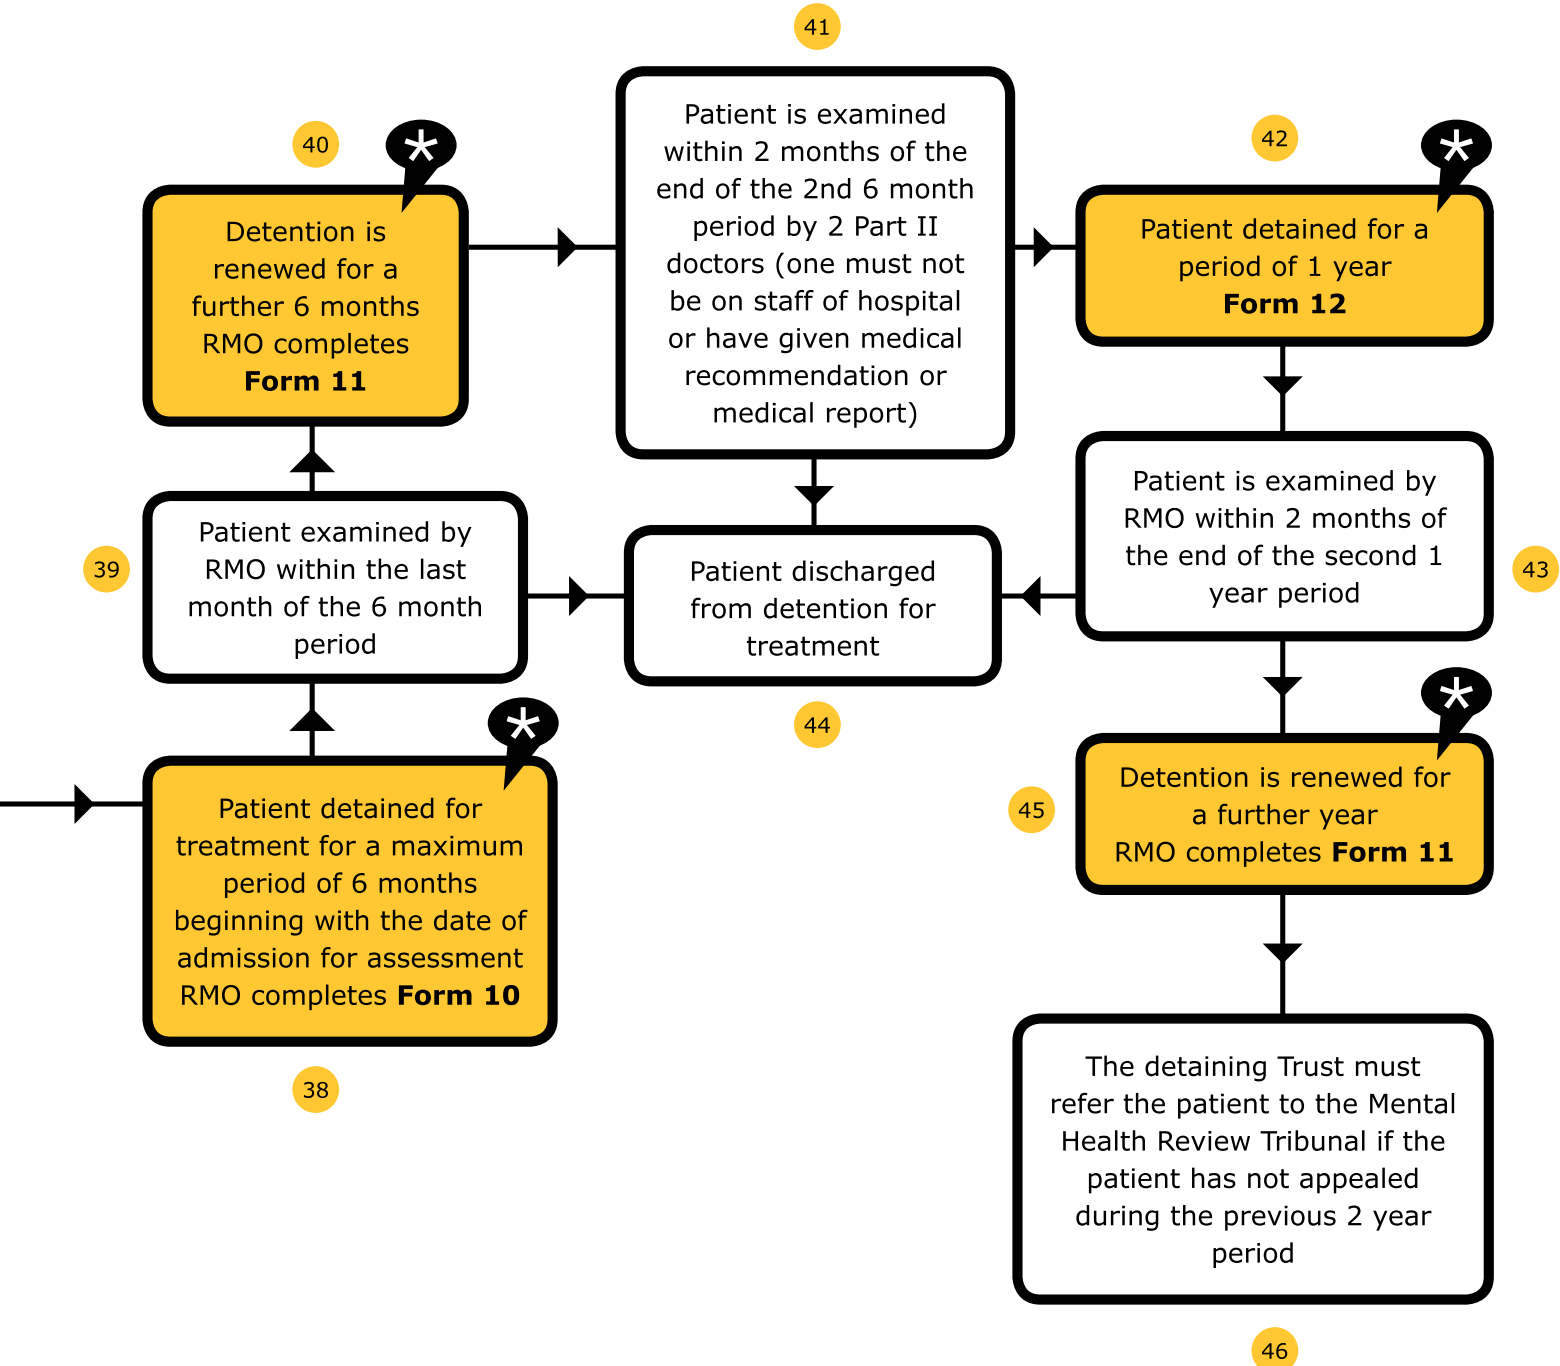 41
Patient is examined
within 2 months of the
end of the 2nd 6 month
period by 2 Part II
doctors (one must not
be on staff of hospital
or have given medical
recommendation or
medical report)
40
*
Detention is
renewed for a
further 6 months
RMO completes
Form 11
42
*
Patient detained for a
period of 1 year
Form 12
39
Patient examined by
RMO within the last
month of the 6 month
period
Patient discharged
from detention for
treatment
44
Patient is examined by
RMO within 2 months of
the end of the second 1
year period
43
*
Patient detained for
treatment for a maximum
period of 6 months
beginning with the date of
admission for assessment
RMO completes Form 10
38
*
45
Detention is renewed for
a further year
RMO completes Form 11
The detaining Trust must
refer the patient to the Mental
Health Review Tribunal if the
patient has not appealed
during the previous 2 year
period
46